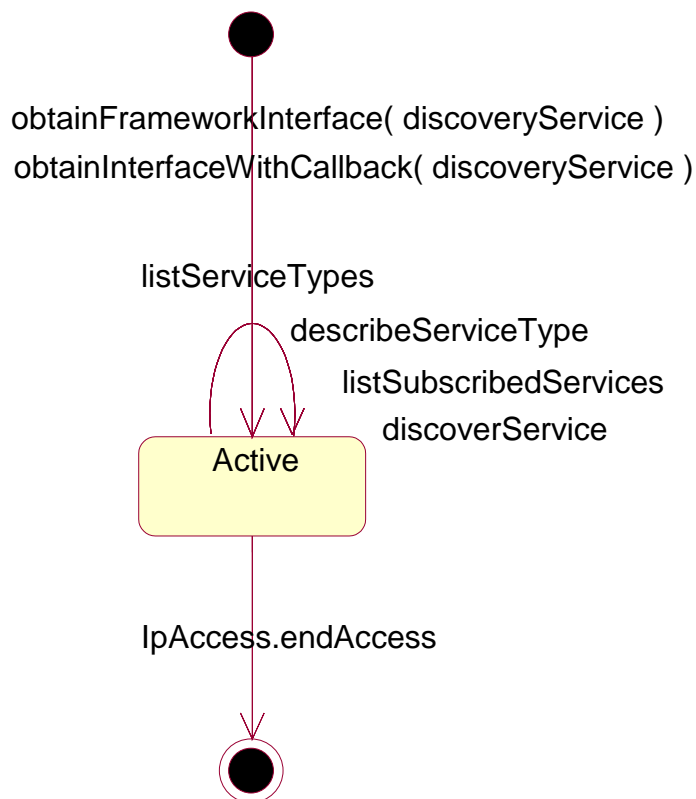 obtainFrameworkInterface( discoveryService )
obtainInterfaceWithCallback( discoveryService )
listServiceTypes
describeServiceType
listSubscribedServices
discoverService
Active
IpAccess.endAccess